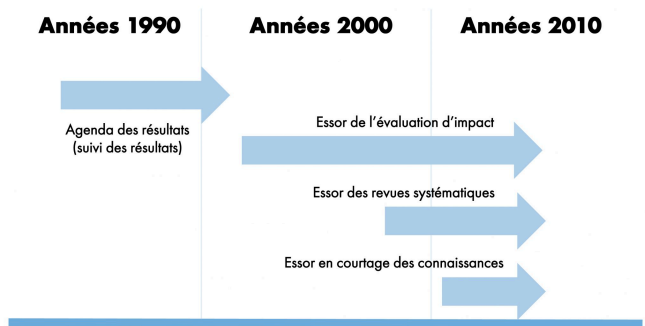 Années 1990
Années 2000
Années 2010
Agenda des résultats
(suivi des résultats)
Essor de l'évaluation d'impact
Essor des revues systématiques
Essor en courtage des connaissances